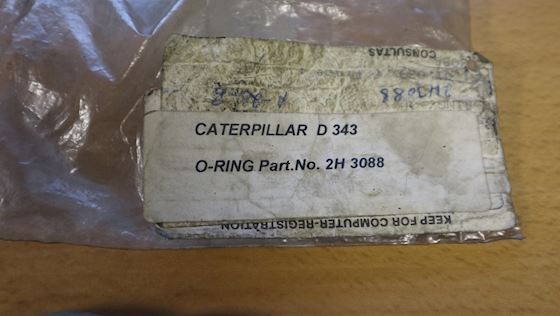 CONSULTAS
2H3088
CATERPILLAR D 343
O-RING Part.No. 2H 3088
KEEP FOR COMPUTER-REGISTRATION